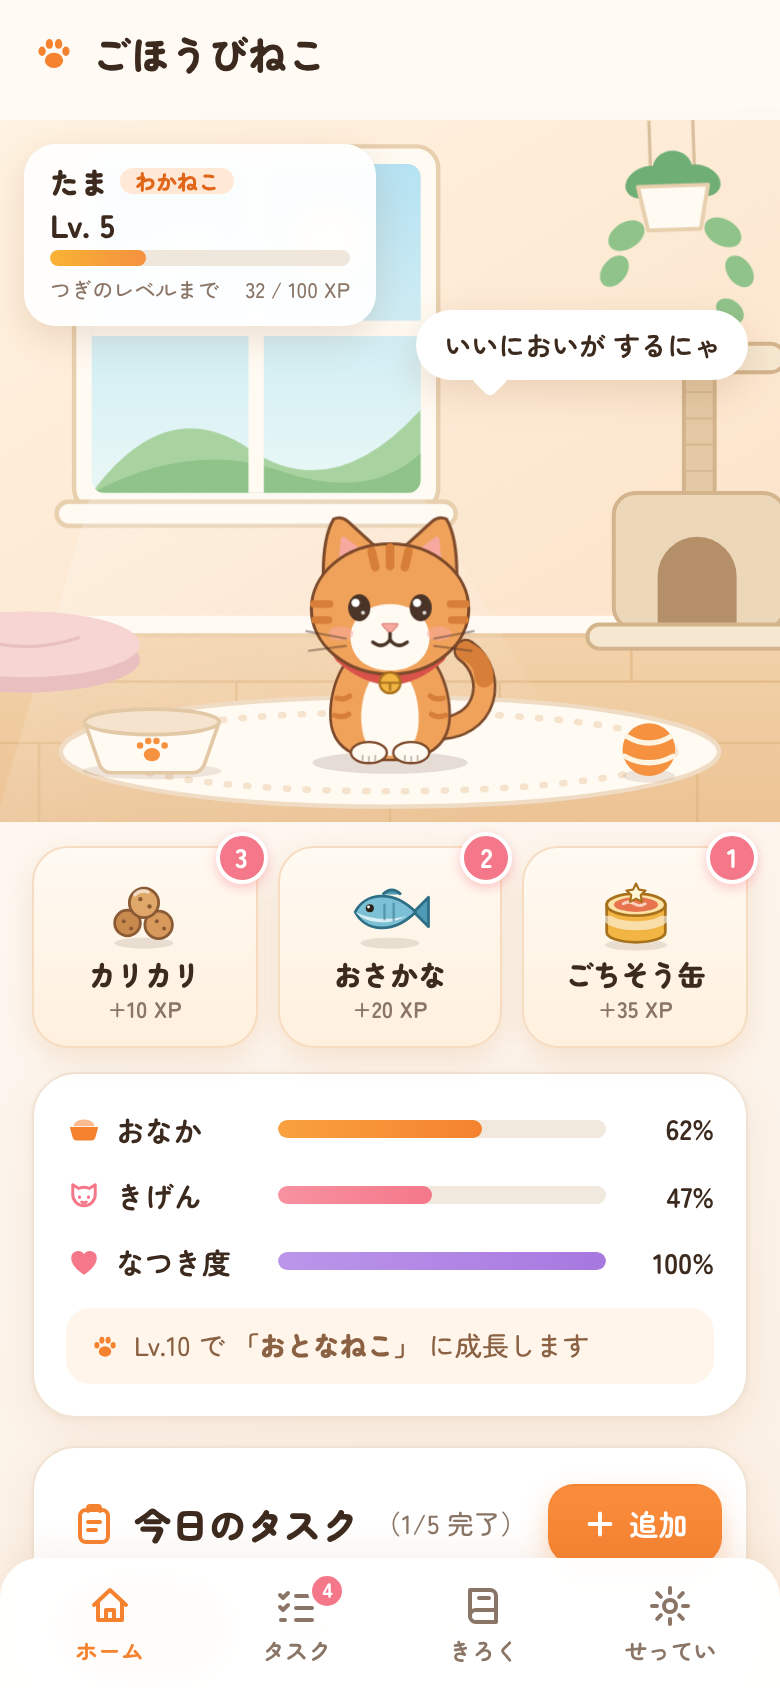 ごほうびねこ
たま わかねこ
Lv. 5
つぎのレベルまで 32 / 100 XP
いいにおいが するにゃ
3
2
1
カリカリ
+10 XP
おさかな
+20 XP
ごちそう缶
+35 XP
おなか 62%
きげん 47%
なつき度 100%
Lv.10 で 「おとなねこ」 に成長します
今日のタスク （1/5 完了） ＋ 追加
4
ホーム
タスク
きろく
せってい